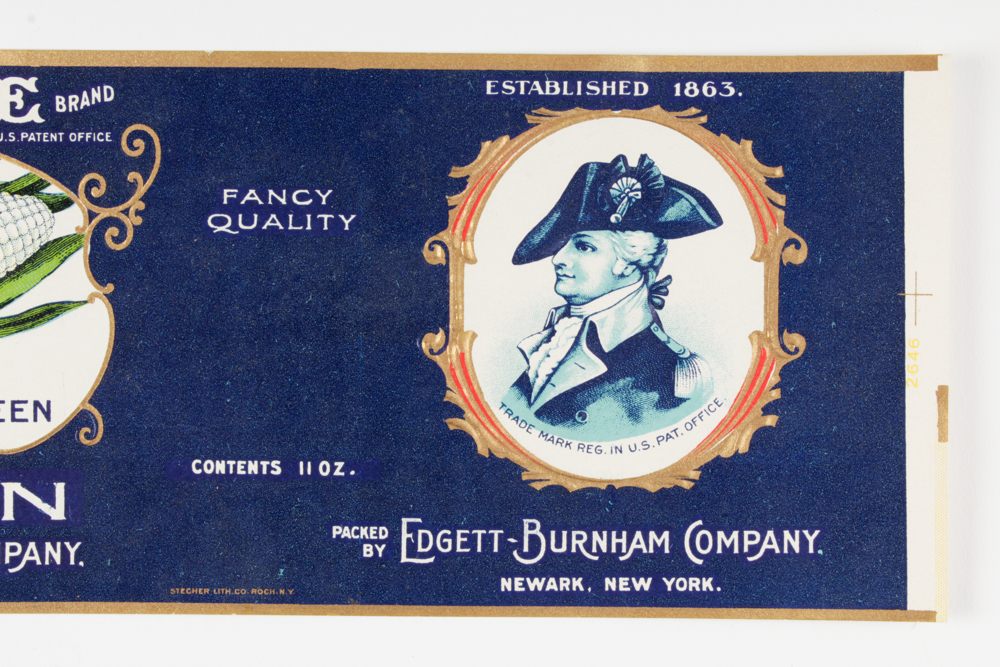 E BRAND
U.S. PATENT OFFICE
EEN
N
MPANY.
FANCY
QUALITY
CONTENTS 11 OZ.
STECHER LITH. CO. ROCH. N.Y.
ESTABLISHED 1863.
TRADE MARK REG. IN U.S. PAT. OFFICE.
PACKED
BY EDGETT-BURNHAM COMPANY.
NEWARK, NEW YORK.
2646